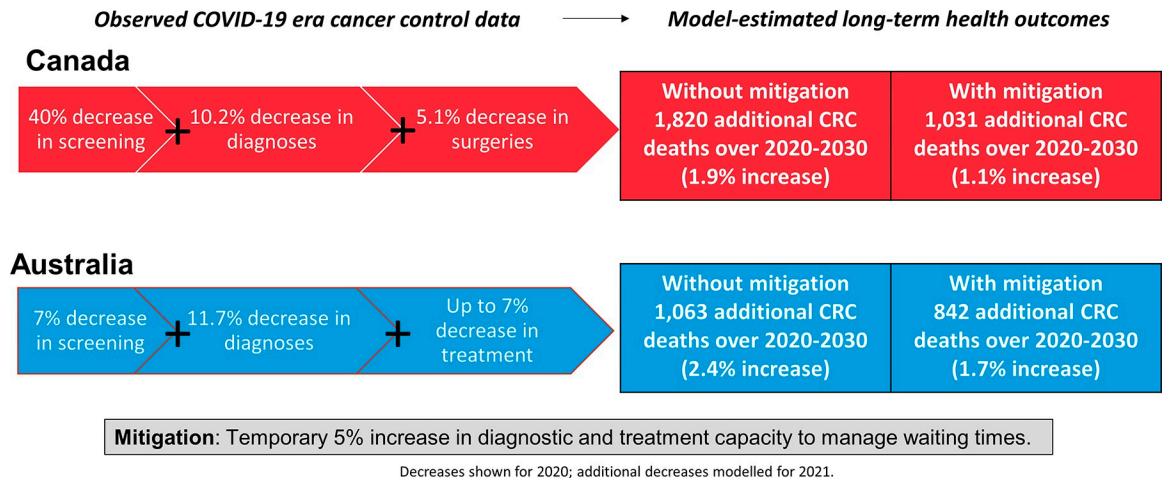 Observed COVID-19 era cancer control data
Model-estimated long-term health outcomes
Canada
40% decrease
in screening
+
10.2% decrease in
diagnoses
+
5.1% decrease in
surgeries
Without mitigation
1,820 additional CRC
deaths over 2020-2030
(1.9% increase)
With mitigation
1,031 additional CRC
deaths over 2020-2030
(1.1% increase)
Australia
7% decrease
in screening
+
11.7% decrease in
diagnoses
+
Up to 7%
decrease in
treatment
Without mitigation
1,063 additional CRC
deaths over 2020-2030
(2.4% increase)
With mitigation
842 additional CRC
deaths over 2020-2030
(1.7% increase)
Mitigation: Temporary 5% increase in diagnostic and treatment capacity to manage waiting times.
Decreases shown for 2020; additional decreases modelled for 2021.